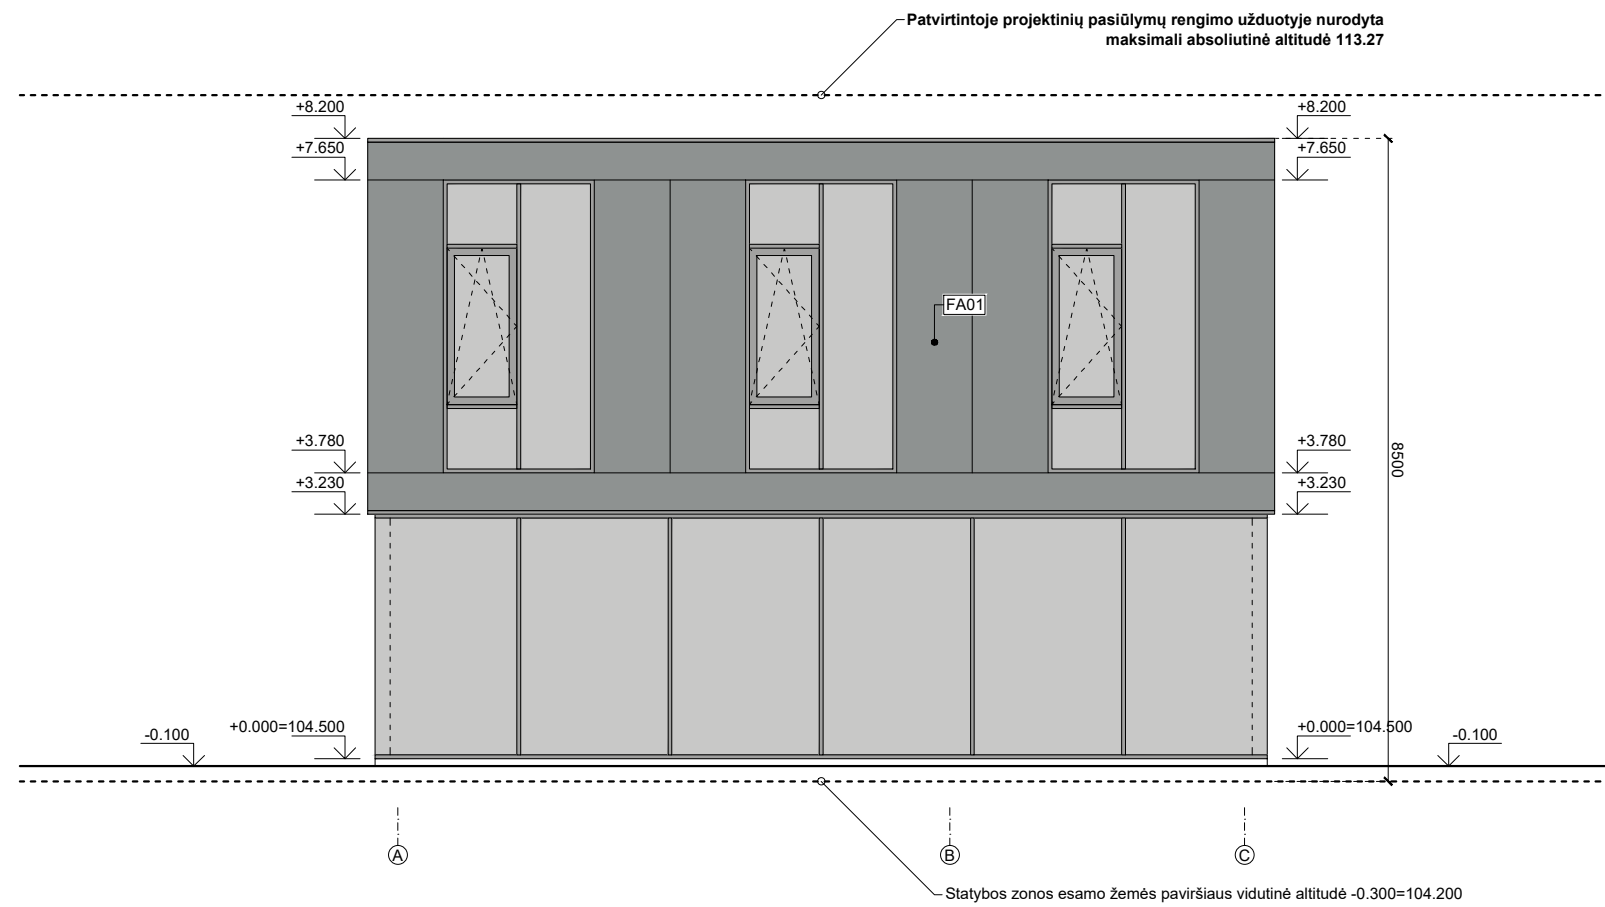 Patvirtintoje projektinių pasiūlymų rengimo užduotyje nurodyta
maksimali absoliutinė altitudė 113.27
+8.200
+8.200
+7.650
+7.650
FA01
+3.780
+3.780
8500
+3.230
+3.230
-0.100
+0.000=104.500
+0.000=104.500
-0.100
A
B
C
Statybos zonos esamo žemės paviršiaus vidutinė altitudė -0.300=104.200